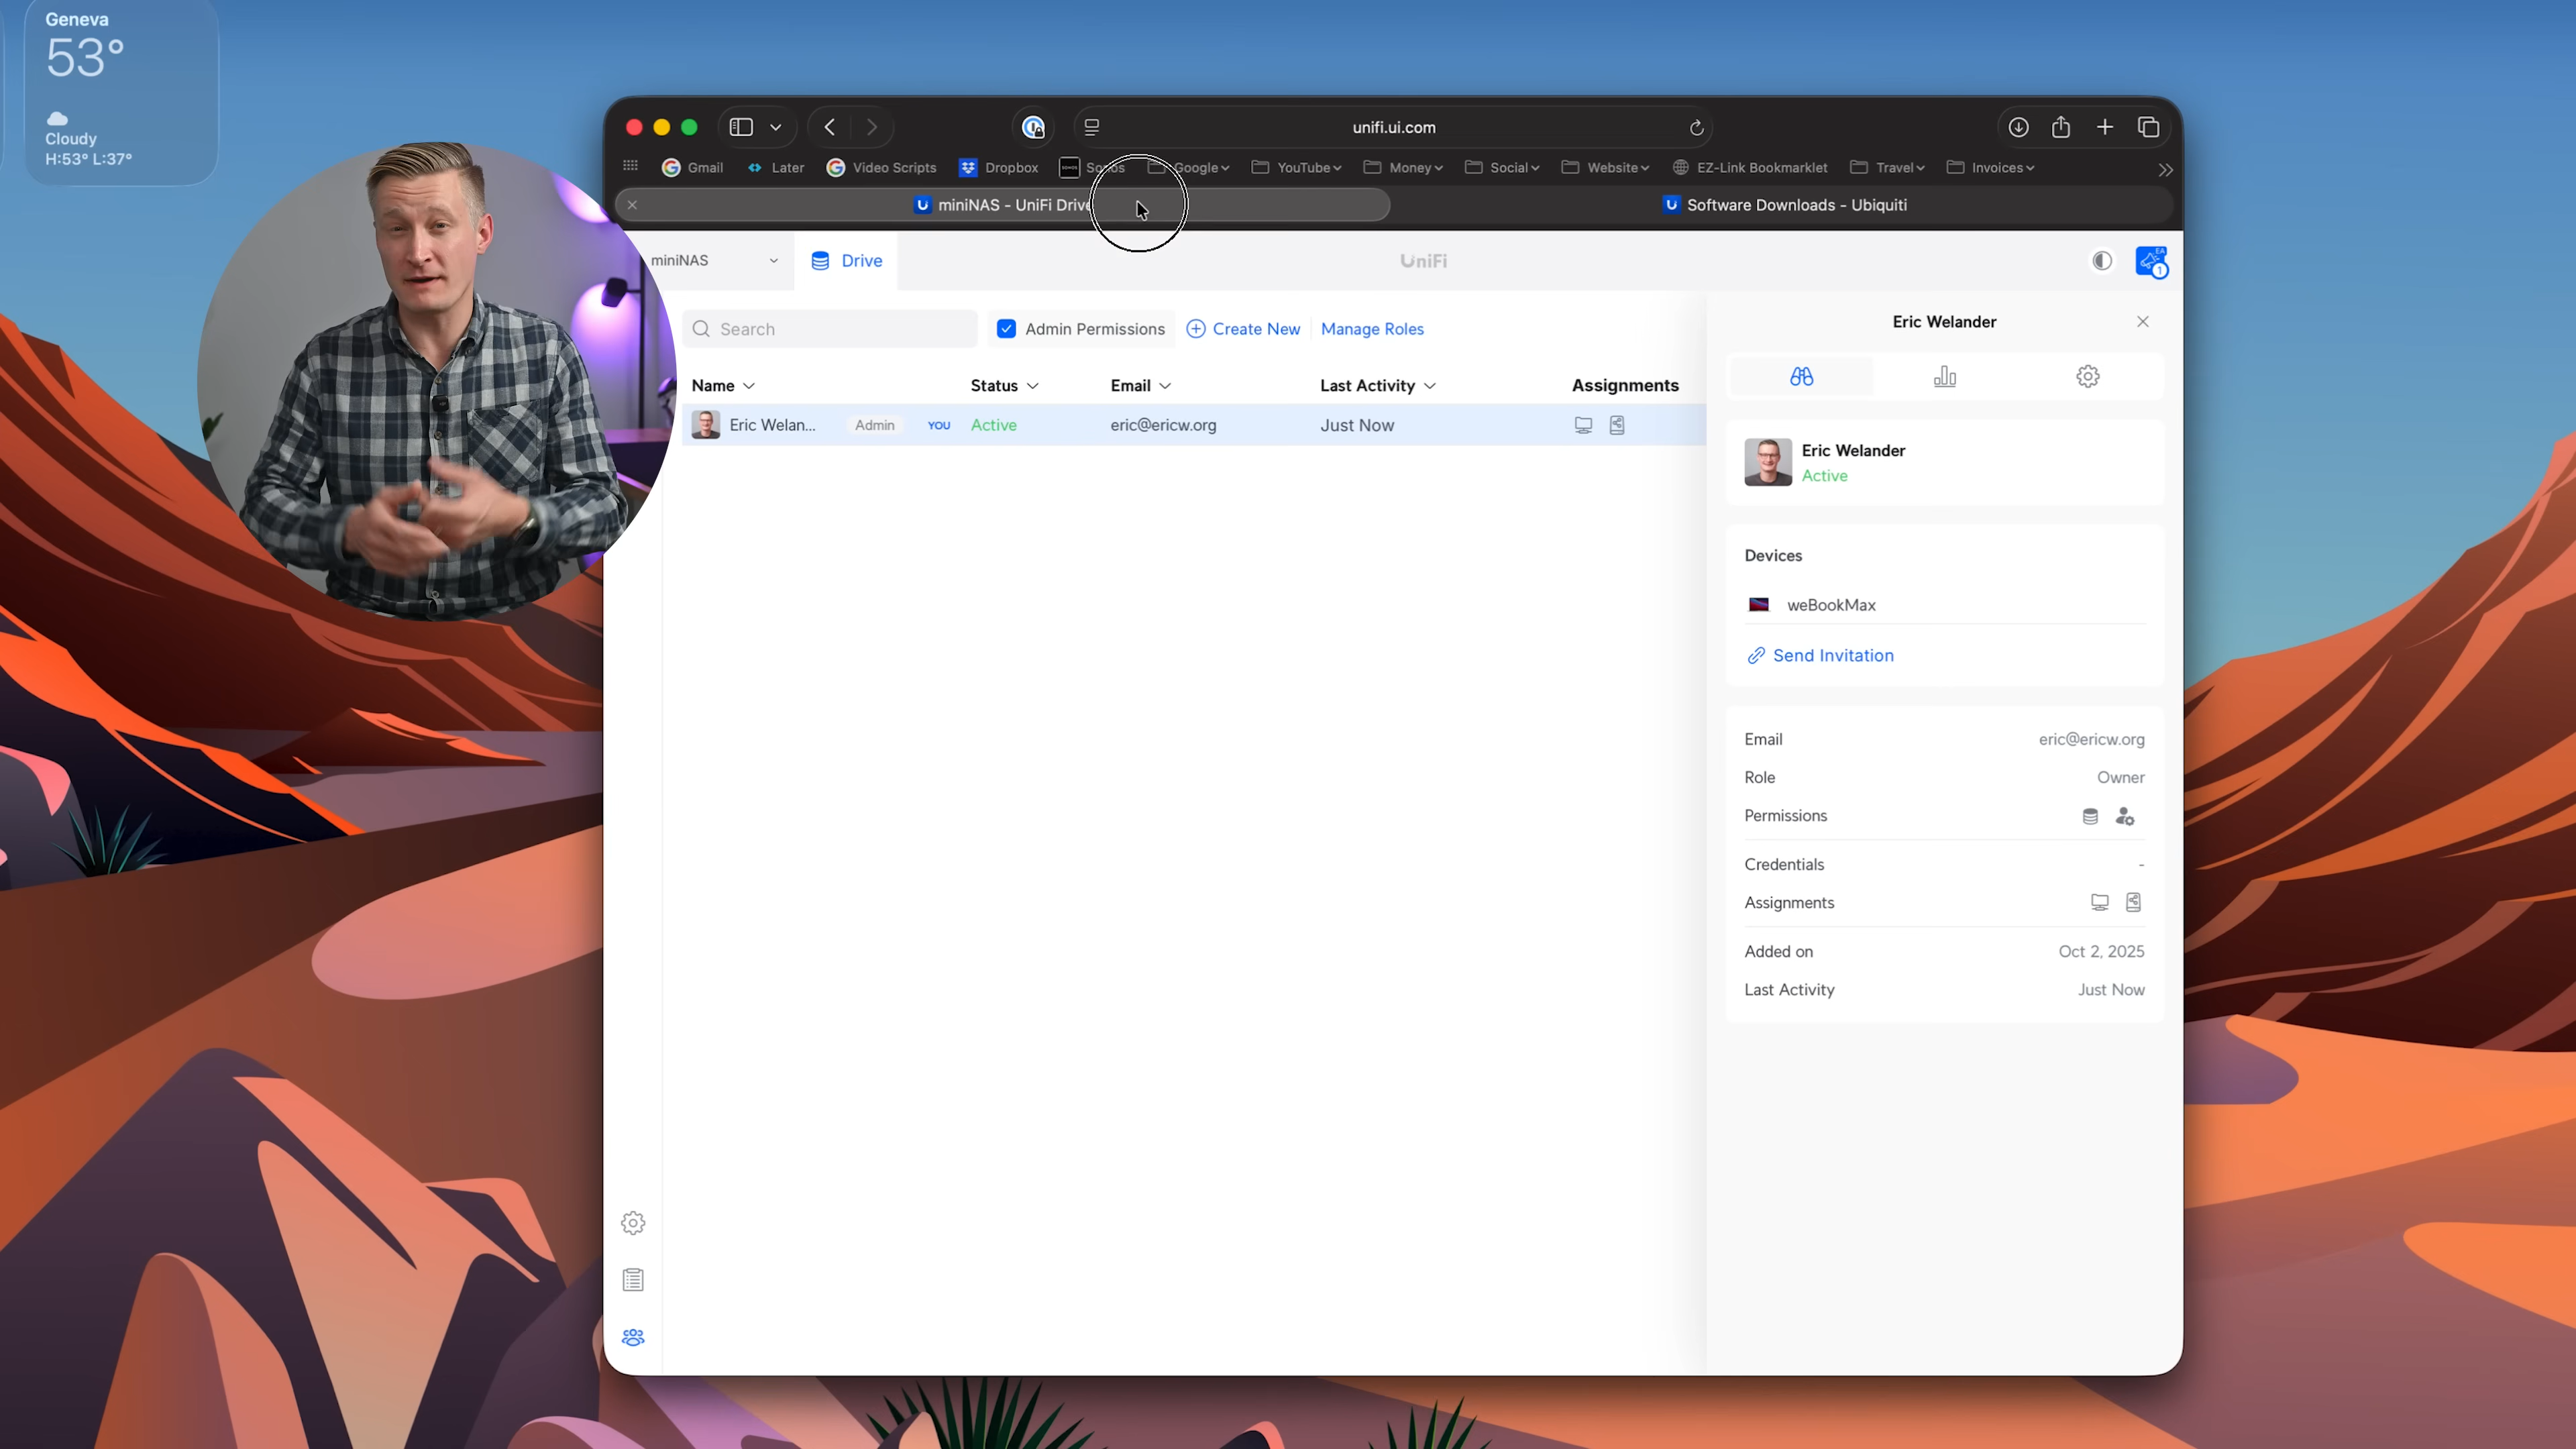 Geneva
53°
Cloudy
H:53° L:37°
unifi.ui.com
Gmail Later Video Scripts Dropbox Sonos Google YouTube Money Social Website EZ-Link Bookmarklet Travel Invoices
miniNAS - UniFi Drive Software Downloads - Ubiquiti
miniNAS Drive UniFi EA 1
Search Admin Permissions Create New Manage Roles
Name Status Email Last Activity Assignments
Eric Welan... Admin YOU Active eric@ericw.org Just Now
Eric Welander
Eric Welander
Active
Devices
weBookMax
Send Invitation
Email eric@ericw.org
Role Owner
Permissions
Credentials -
Assignments
Added on Oct 2, 2025
Last Activity Just Now